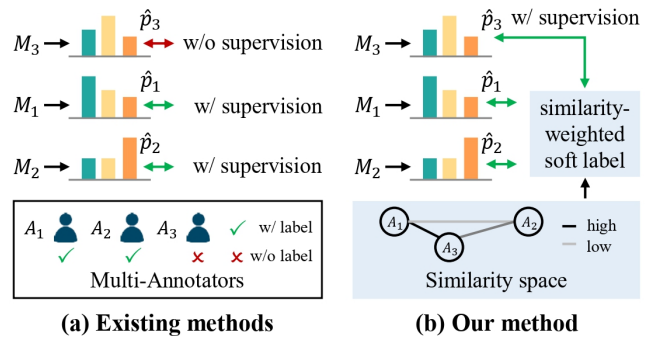 M₃ p̂₃ w/o supervision
M₁ p̂₁ w/ supervision
M₂ p̂₂ w/ supervision
A₁ A₂ A₃ ✓ w/ label
✓ ✓ ✗ ✗ w/o label
Multi-Annotators
(a) Existing methods
M₃ p̂₃ w/ supervision
M₁ p̂₁
M₂ p̂₂
similarity-
weighted
soft label
A₁ A₂ high
A₃ low
Similarity space
(b) Our method